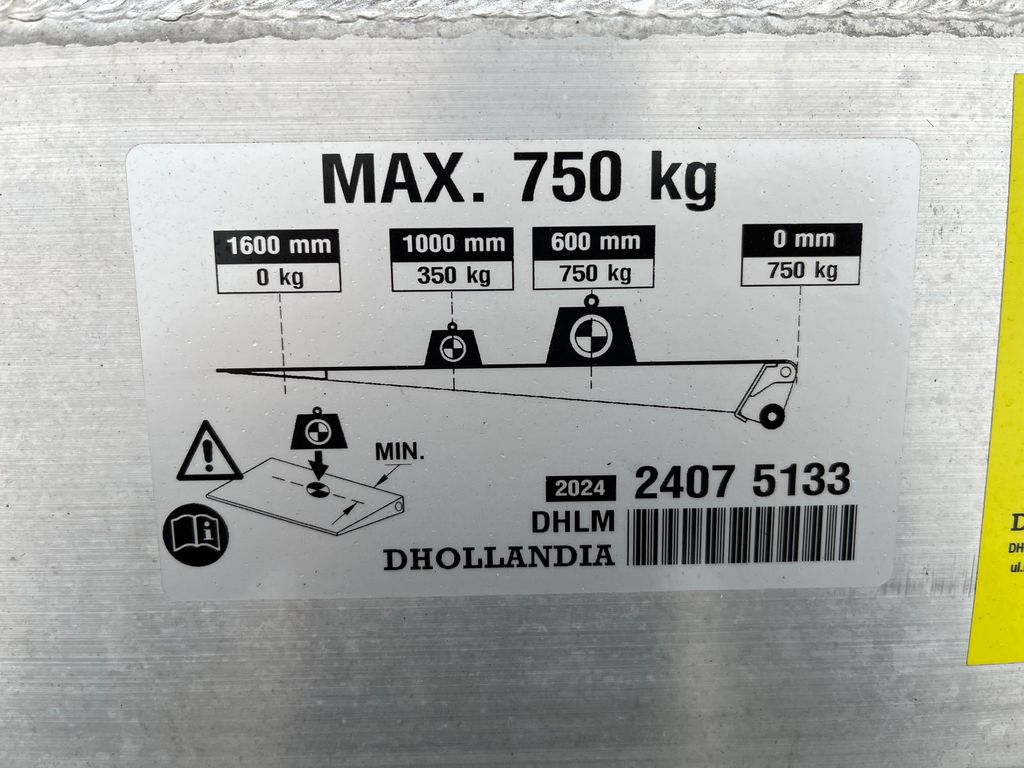 MAX. 750 kg
1600 mm
0 kg
1000 mm
350 kg
600 mm
750 kg
0 mm
750 kg
MIN.
2024 2407 5133
DHLM
DHOLLANDIA